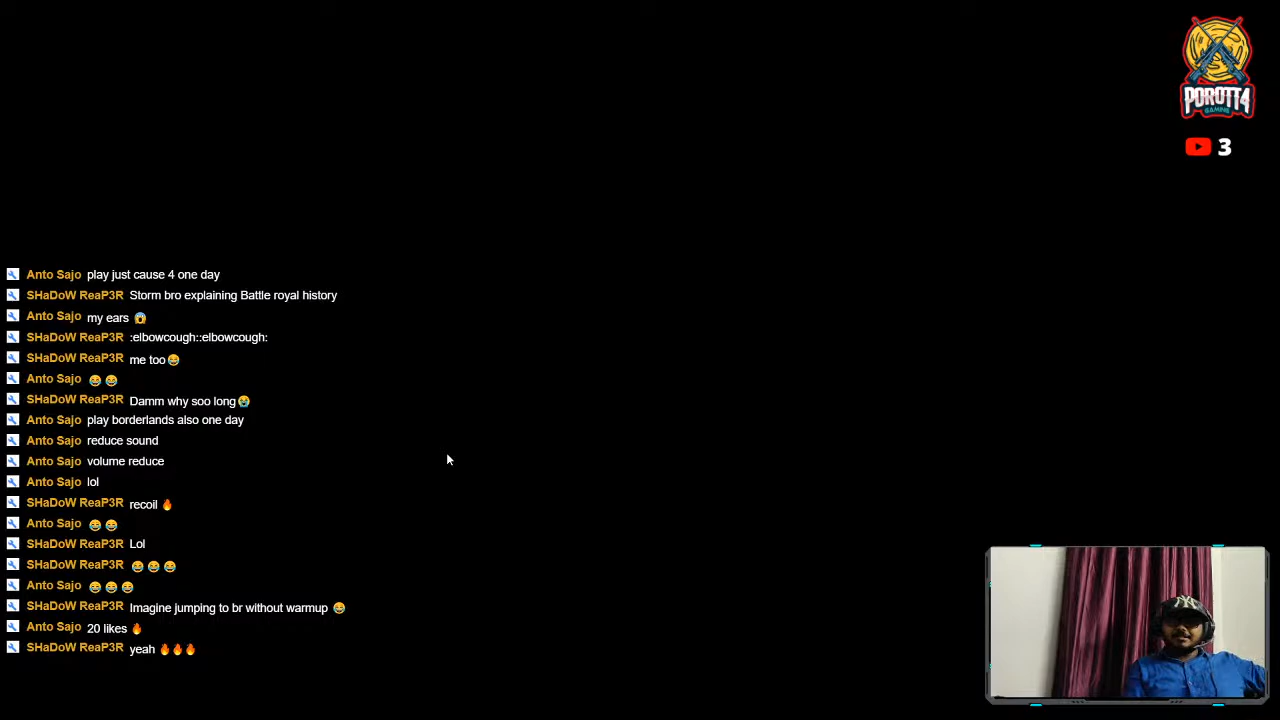 POROTT4
GAMING
3
Anto Sajo play just cause 4 one day
SHaDoW ReaP3R Storm bro explaining Battle royal history
Anto Sajo my ears 😱
SHaDoW ReaP3R :elbowcough::elbowcough:
SHaDoW ReaP3R me too😂
Anto Sajo 😂😂
SHaDoW ReaP3R Damm why soo long😭
Anto Sajo play borderlands also one day
Anto Sajo reduce sound
Anto Sajo volume reduce
Anto Sajo lol
SHaDoW ReaP3R recoil 🔥
Anto Sajo 😂😂
SHaDoW ReaP3R Lol
SHaDoW ReaP3R 😂😂😂
Anto Sajo 😂😂😂
SHaDoW ReaP3R Imagine jumping to br without warmup 😂
Anto Sajo 20 likes 🔥
SHaDoW ReaP3R yeah 🔥🔥🔥